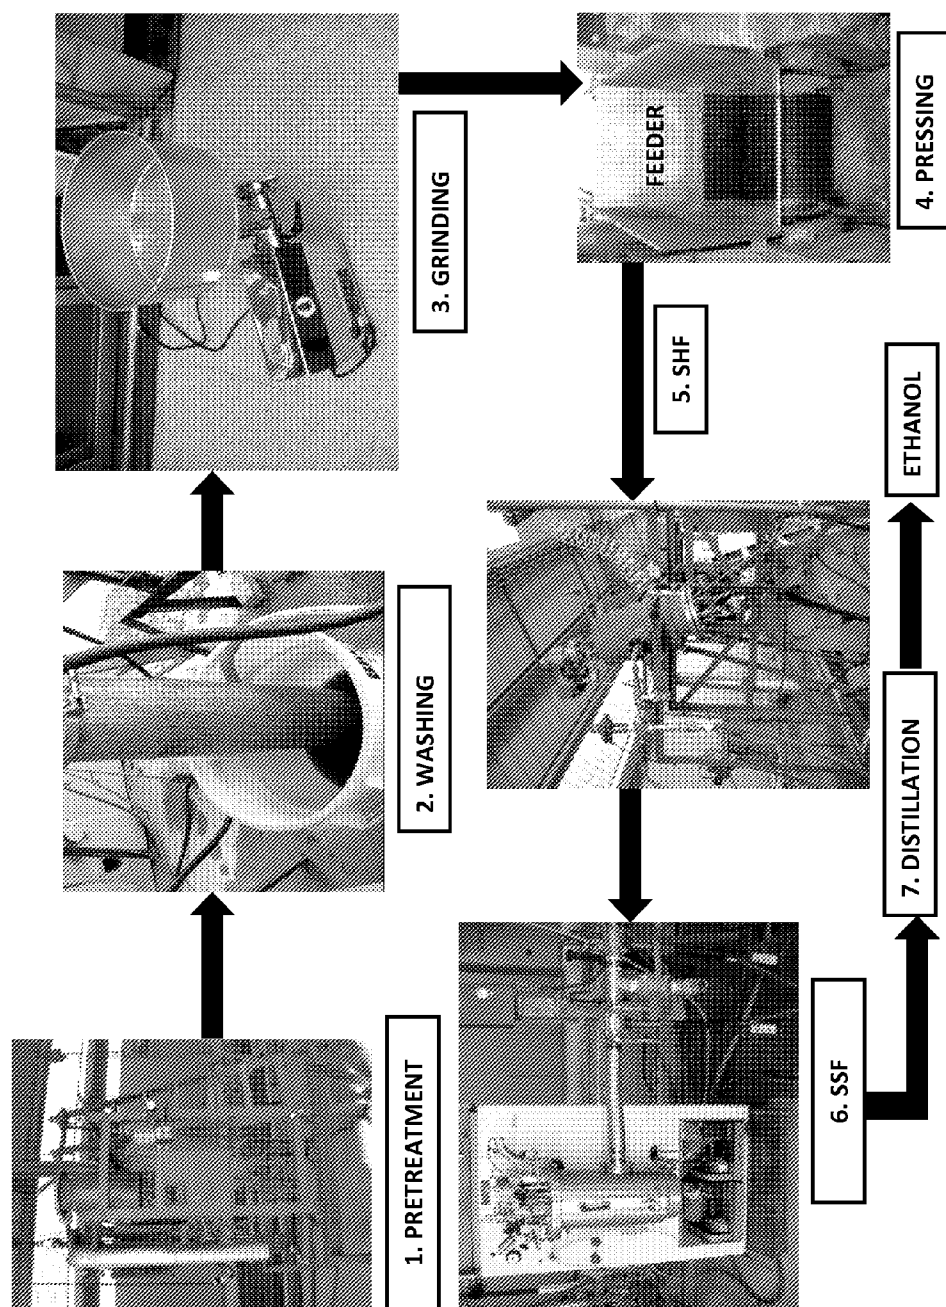 1. PRETREATMENT
2. WASHING
3. GRINDING
FEEDER
4. PRESSING
5. SHF
6. SSF
7. DISTILLATION
ETHANOL